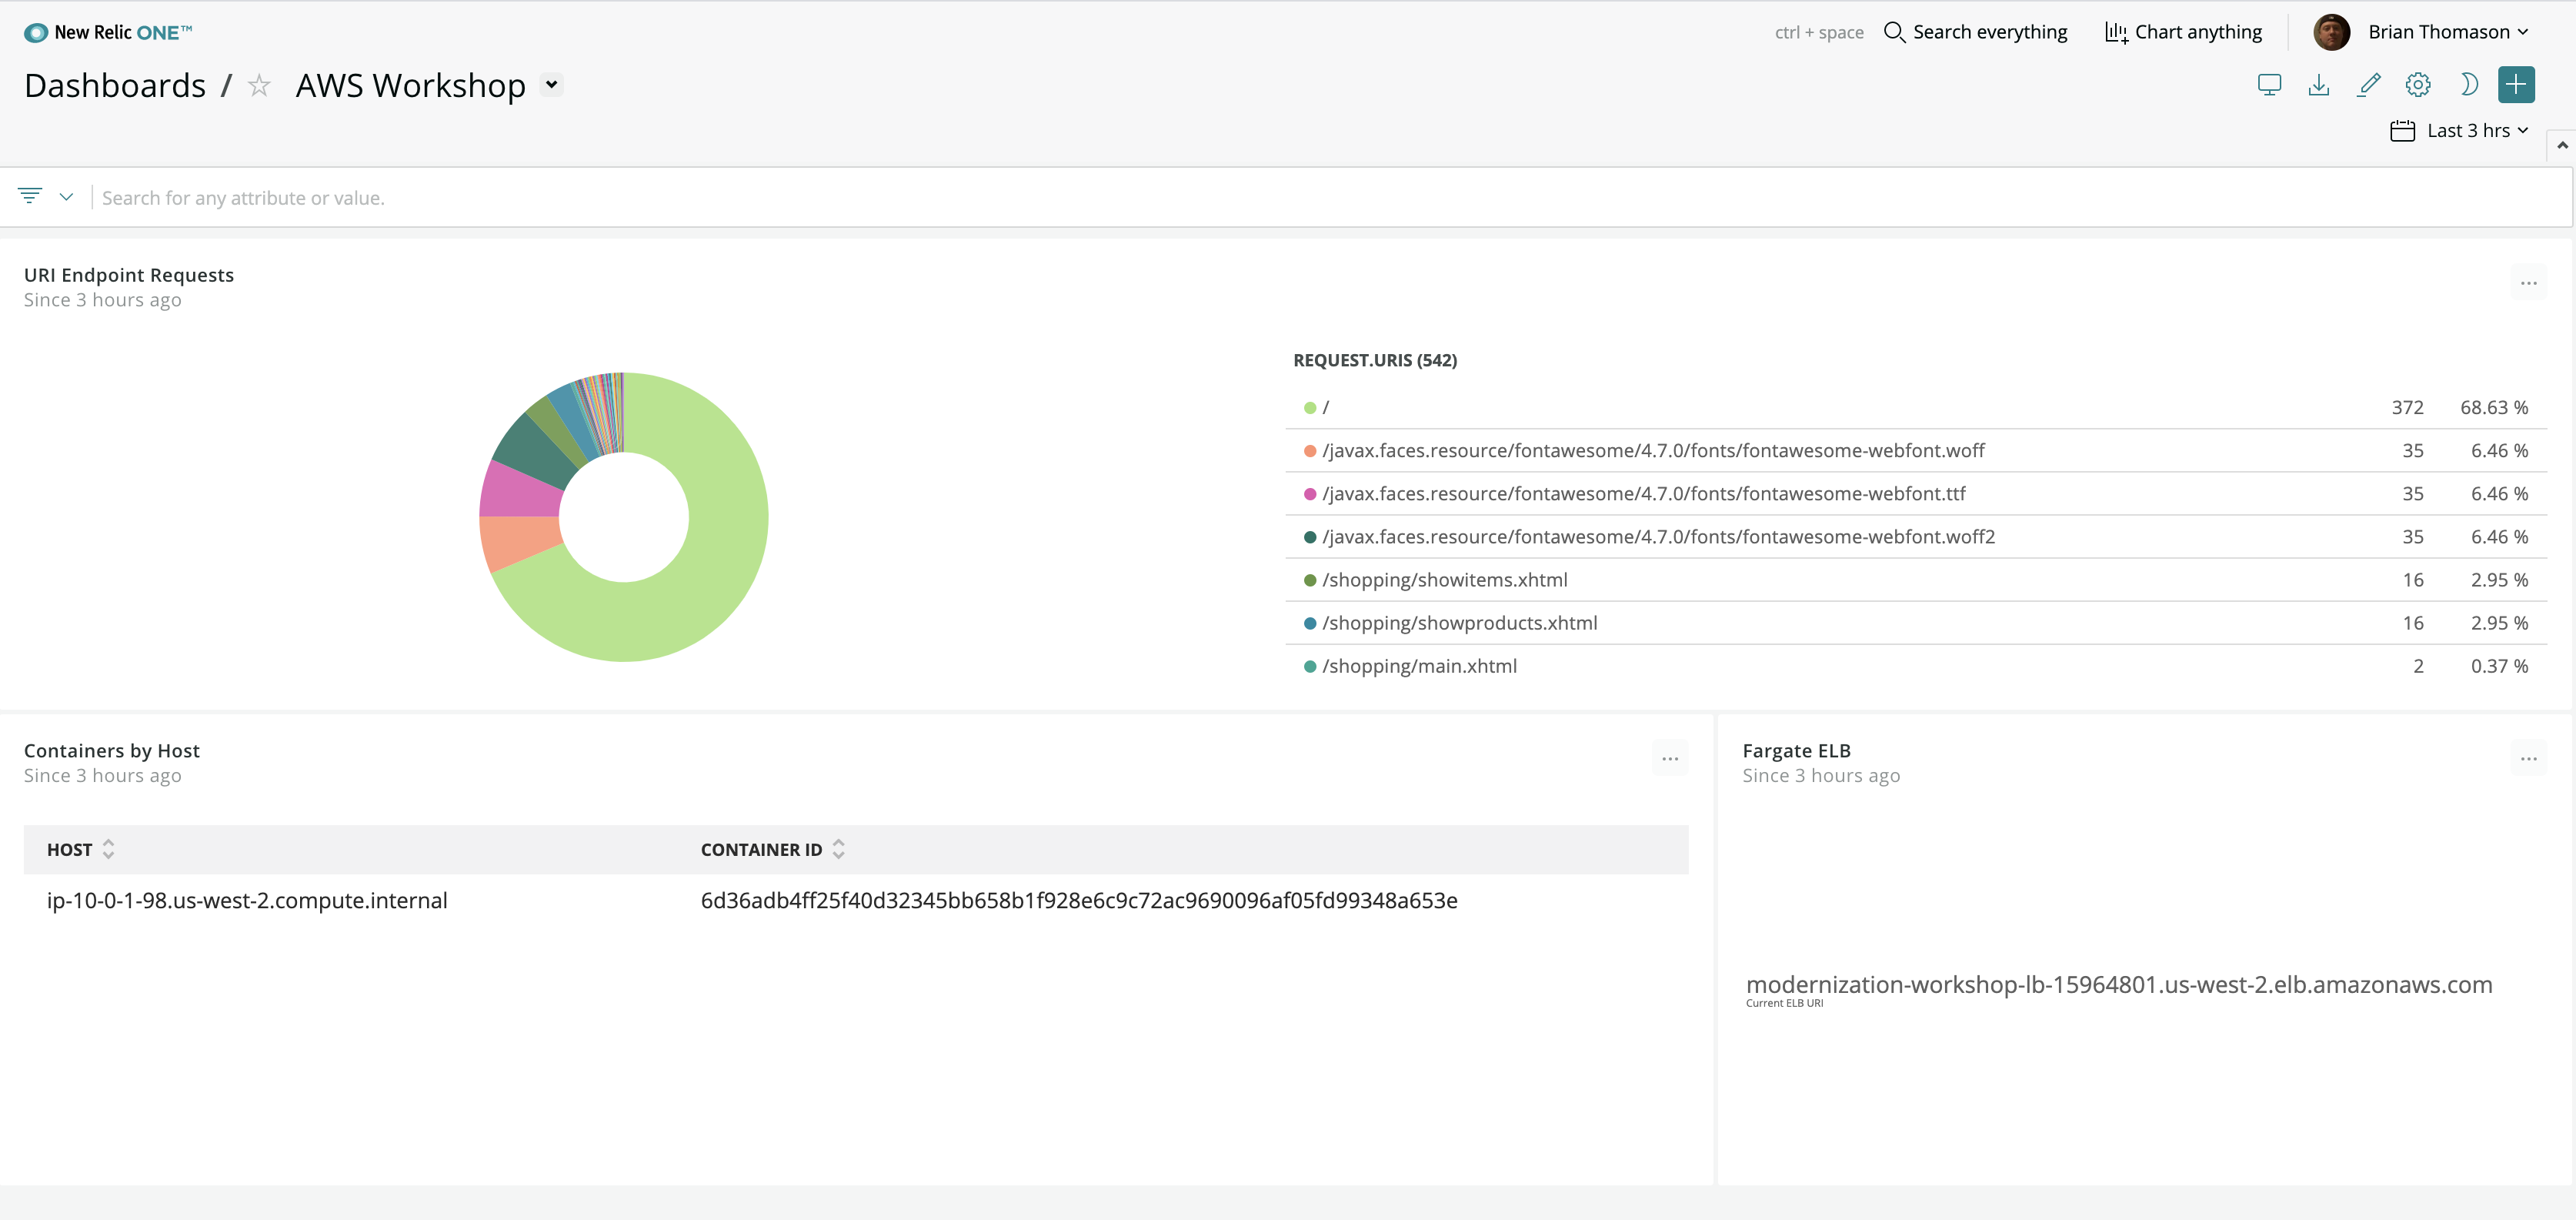 New Relic ONE™
ctrl + space Search everything Chart anything Brian Thomason
Dashboards / AWS Workshop
Last 3 hrs
Search for any attribute or value.
URI Endpoint Requests
Since 3 hours ago
REQUEST.URIS (542)
/ 372 68.63 %
/javax.faces.resource/fontawesome/4.7.0/fonts/fontawesome-webfont.woff 35 6.46 %
/javax.faces.resource/fontawesome/4.7.0/fonts/fontawesome-webfont.ttf 35 6.46 %
/javax.faces.resource/fontawesome/4.7.0/fonts/fontawesome-webfont.woff2 35 6.46 %
/shopping/showitems.xhtml 16 2.95 %
/shopping/showproducts.xhtml 16 2.95 %
/shopping/main.xhtml 2 0.37 %
Containers by Host
Since 3 hours ago
HOST CONTAINER ID
ip-10-0-1-98.us-west-2.compute.internal 6d36adb4ff25f40d32345bb658b1f928e6c9c72ac9690096af05fd99348a653e
Fargate ELB
Since 3 hours ago
modernization-workshop-lb-15964801.us-west-2.elb.amazonaws.com
Current ELB URI